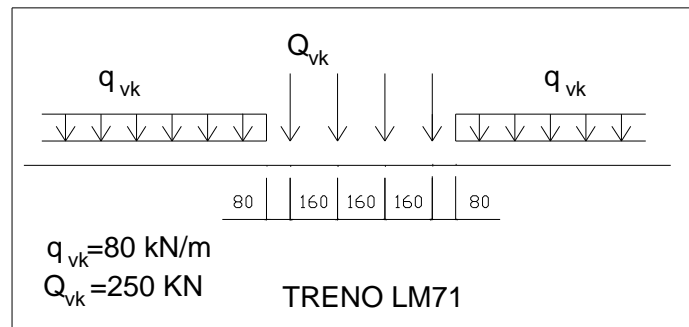 Q vk
q vk q vk
80 160 160 160 80
q vk =80 kN/m
Q vk =250 KN
TRENO LM71